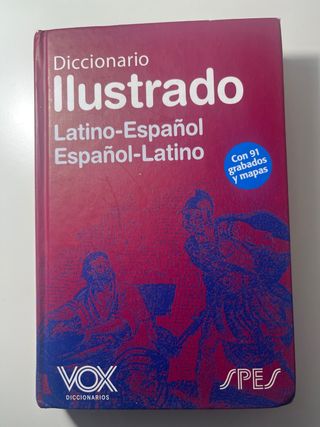 Diccionario
Ilustrado
Latino-Español
Español-Latino
Con 91
grabados
y mapas
VOX
DICCIONARIOS
SPES